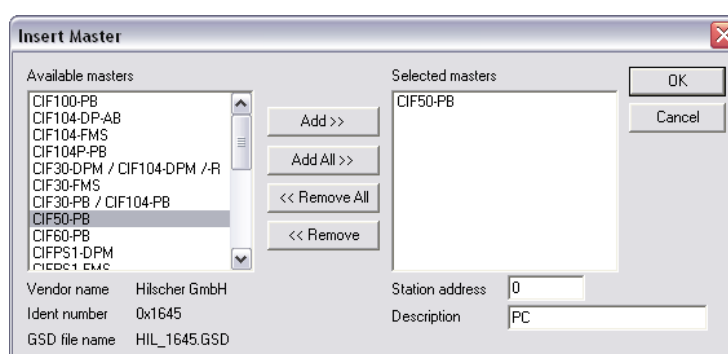 Insert Master
Available masters
CIF100-PB
CIF104-DP-AB
CIF104-FMS
CIF104P-PB
CIF30-DPM / CIF104-DPM /-R
CIF30-FMS
CIF30-PB / CIF104-PB
CIF50-PB
CIF60-PB
CIFPS1-DPM
CIFPS1-FMS
Add >>
Add All >>
<< Remove All
<< Remove
Selected masters
CIF50-PB
OK
Cancel
Vendor name Hilscher GmbH
Ident number 0x1645
GSD file name HIL_1645.GSD
Station address 0
Description PC